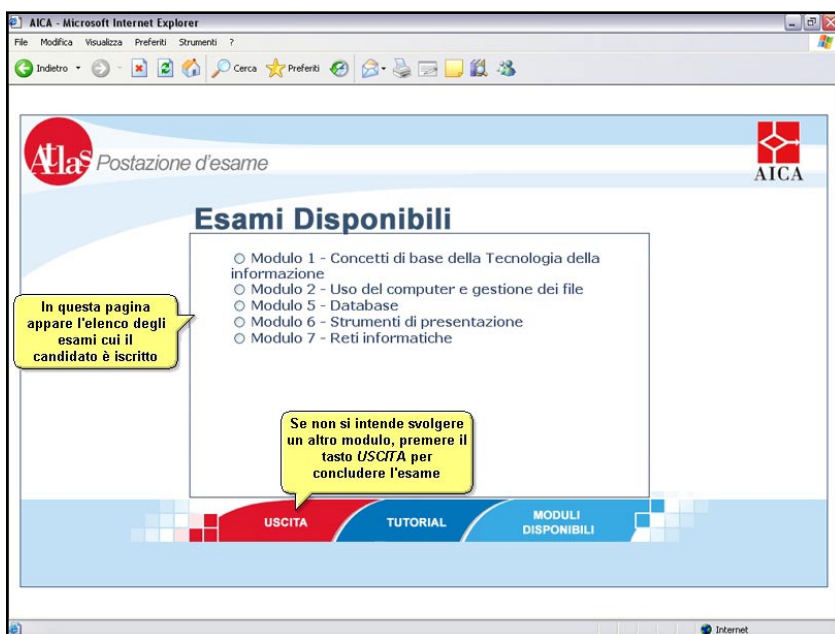 AICA - Microsoft Internet Explorer
File Modifica Visualizza Preferiti Strumenti ?
Indietro Cerca Preferiti
Atlas Postazione d'esame
AICA
Esami Disponibili
Modulo 1 - Concetti di base della Tecnologia della
informazione
Modulo 2 - Uso del computer e gestione dei file
Modulo 5 - Database
Modulo 6 - Strumenti di presentazione
Modulo 7 - Reti informatiche
In questa pagina
appare l'elenco degli
esami cui il
candidato è iscritto
Se non si intende svolgere
un altro modulo, premere il
tasto USCITA per
concludere l'esame
USCITA
TUTORIAL
MODULI
DISPONIBILI
Internet